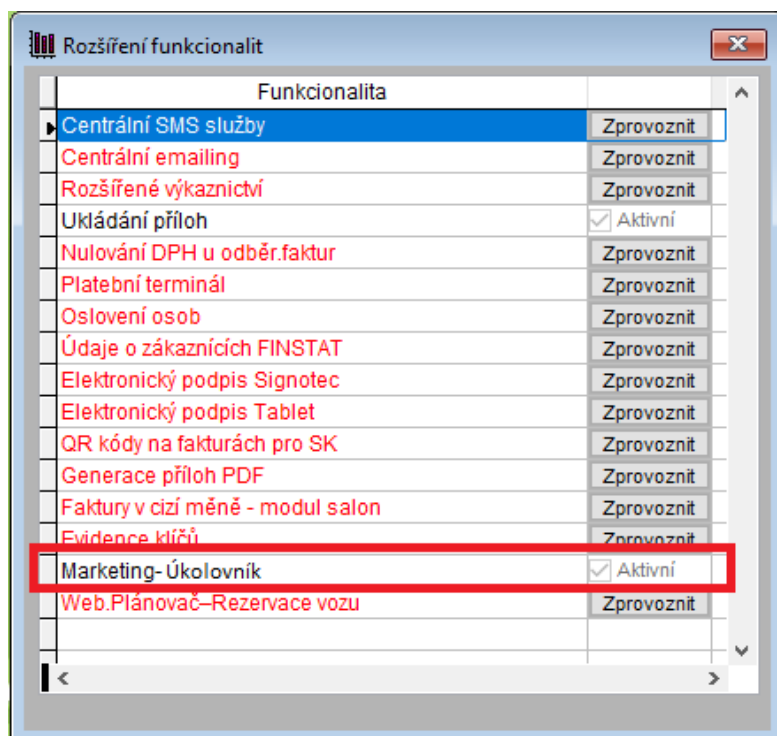 Rozšíření funkcionalit
Funkcionalita
Centrální SMS služby Zprovoznit
Centrální emailing Zprovoznit
Rozšířené výkaznictví Zprovoznit
Ukládání příloh Aktivní
Nulování DPH u odběr.faktur Zprovoznit
Platební terminál Zprovoznit
Oslovení osob Zprovoznit
Údaje o zákaznících FINSTAT Zprovoznit
Elektronický podpis Signotec Zprovoznit
Elektronický podpis Tablet Zprovoznit
QR kódy na fakturách pro SK Zprovoznit
Generace příloh PDF Zprovoznit
Faktury v cizí měně - modul salon Zprovoznit
Evidence klíčů Zprovoznit
Marketing-Úkolovník Aktivní
Web.Plánovač–Rezervace vozu Zprovoznit